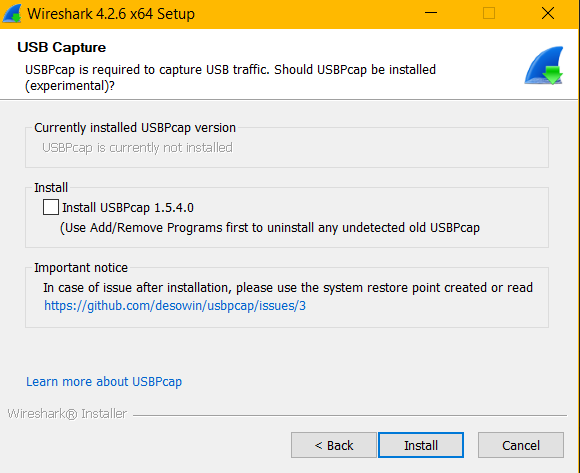 Wireshark 4.2.6 x64 Setup
USB Capture
USBPcap is required to capture USB traffic. Should USBPcap be installed
(experimental)?
Currently installed USBPcap version
USBPcap is currently not installed
Install
Install USBPcap 1.5.4.0
(Use Add/Remove Programs first to uninstall any undetected old USBPcap
Important notice
In case of issue after installation, please use the system restore point created or read
https://github.com/desowin/usbpcap/issues/3
Learn more about USBPcap
Wireshark® Installer
< Back
Install
Cancel